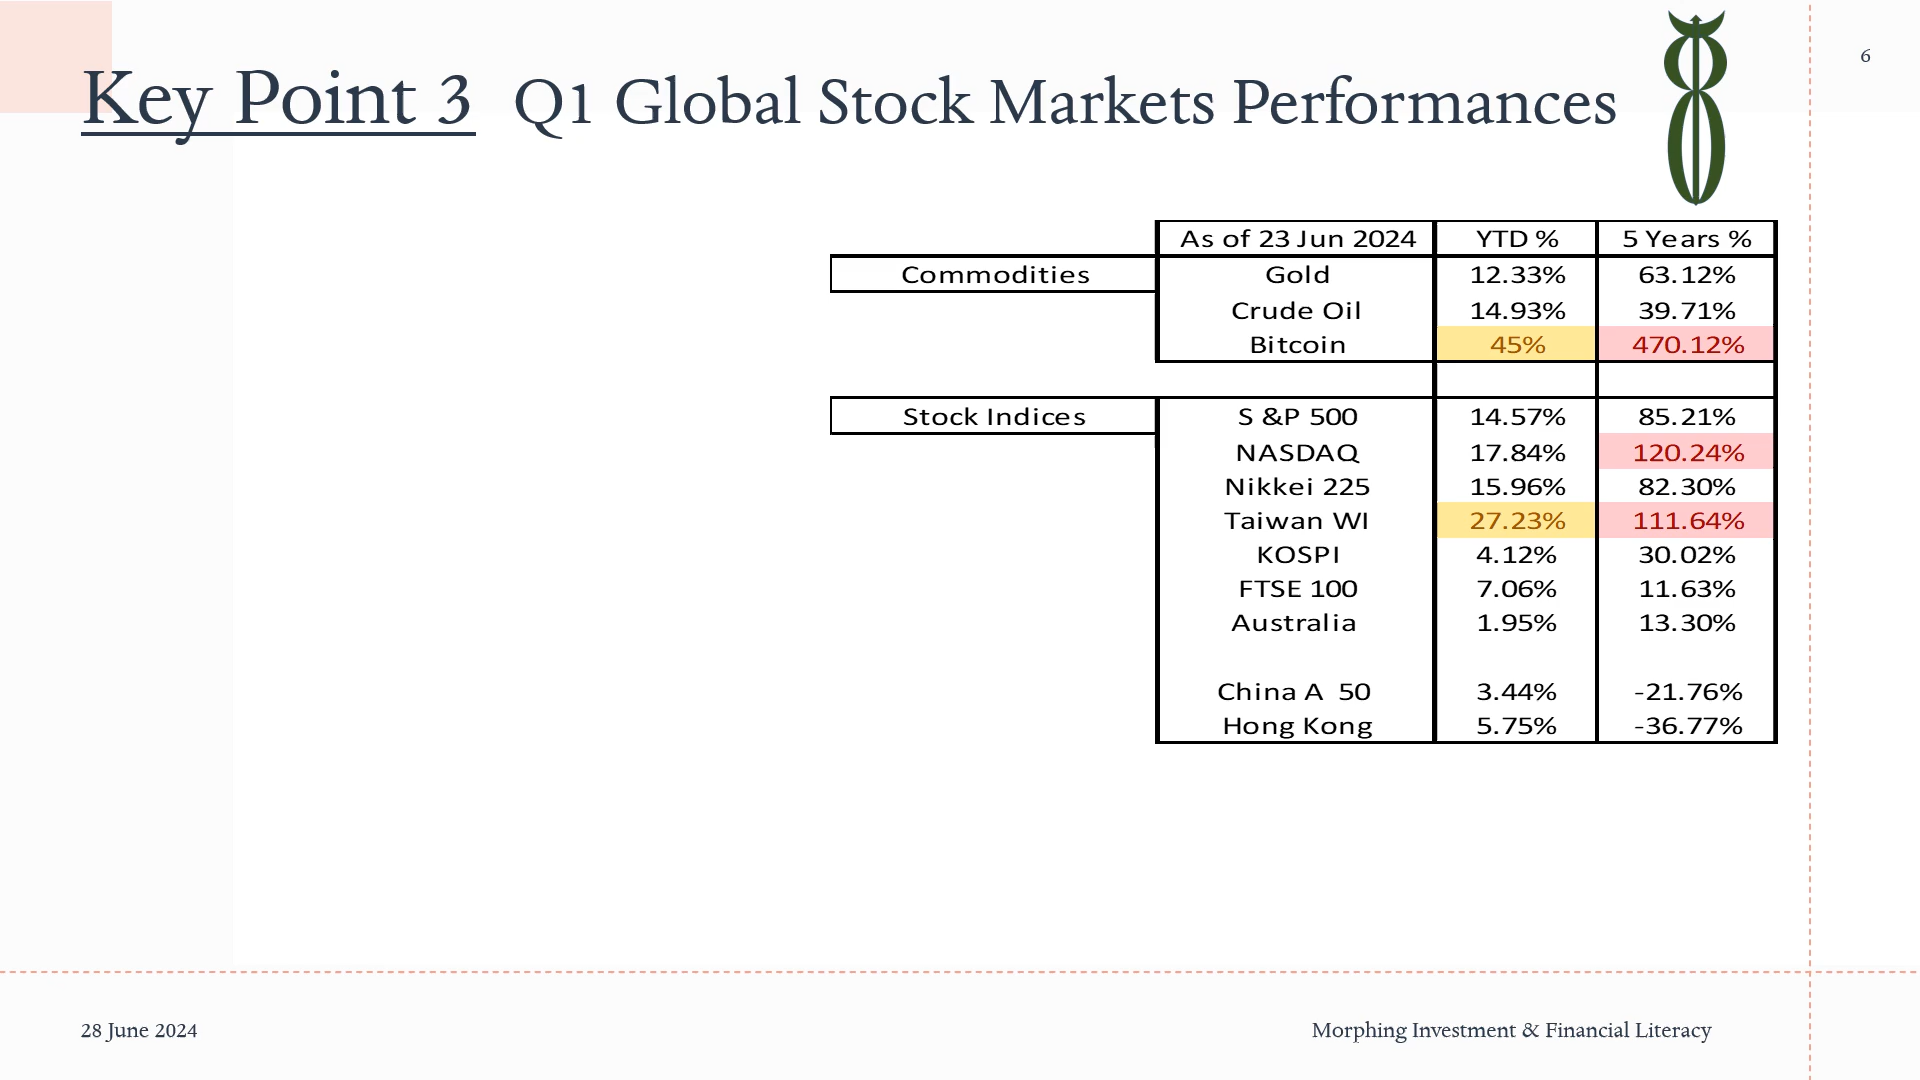 6
Key Point 3 Q1 Global Stock Markets Performances
As of 23 Jun 2024 YTD % 5 Years %
Commodities Gold 12.33% 63.12%
Crude Oil 14.93% 39.71%
Bitcoin 45% 470.12%
Stock Indices S &P 500 14.57% 85.21%
NASDAQ 17.84% 120.24%
Nikkei 225 15.96% 82.30%
Taiwan WI 27.23% 111.64%
KOSPI 4.12% 30.02%
FTSE 100 7.06% 11.63%
Australia 1.95% 13.30%
China A 50 3.44% -21.76%
Hong Kong 5.75% -36.77%
28 June 2024 Morphing Investment & Financial Literacy